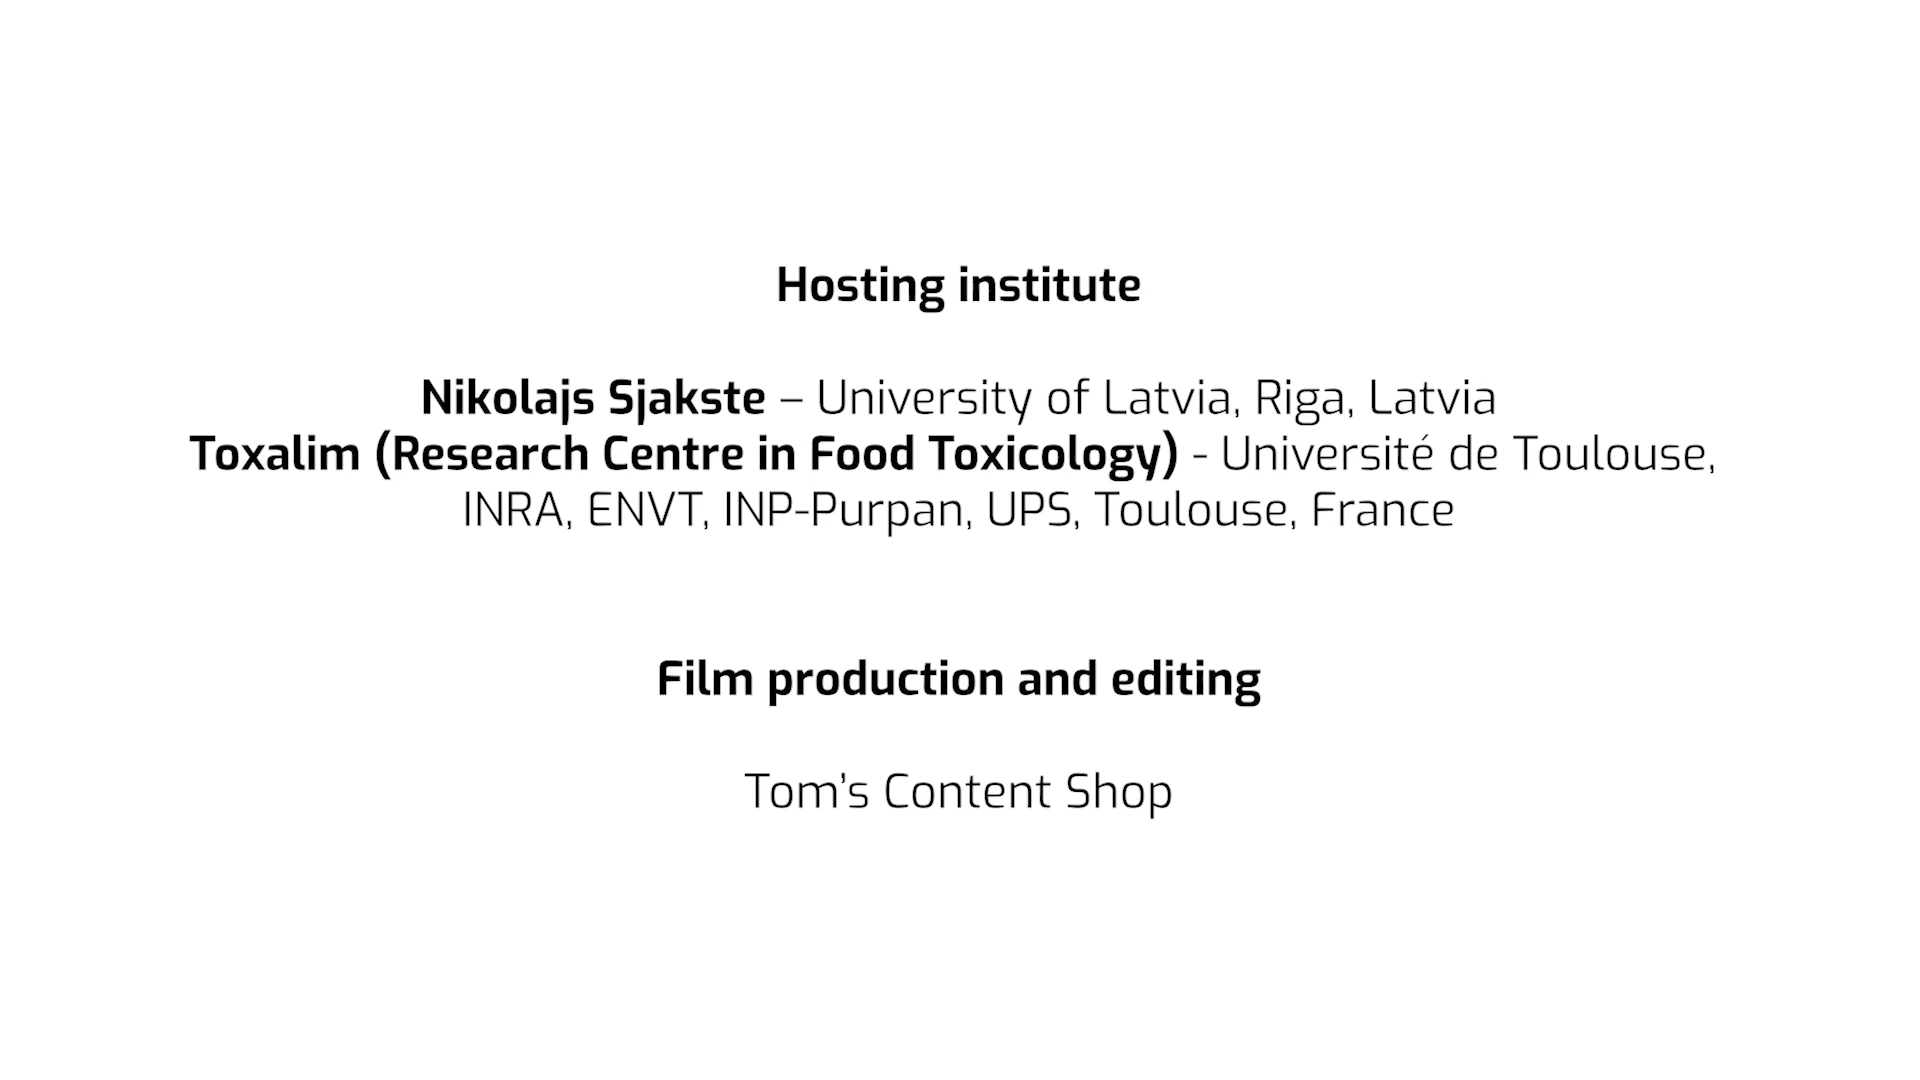 Hosting institute
Nikolajs Sjakste – University of Latvia, Riga, Latvia
Toxalim (Research Centre in Food Toxicology) - Université de Toulouse,
INRA, ENVT, INP-Purpan, UPS, Toulouse, France
Film production and editing
Tom’s Content Shop